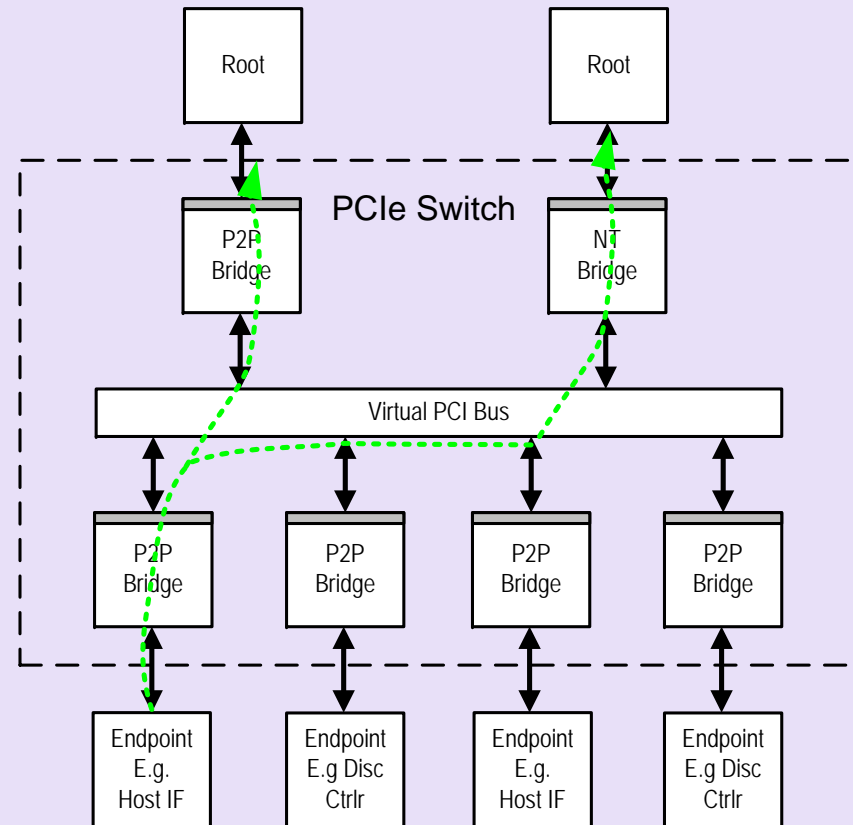 Root
Root
PCIe Switch
P2P
Bridge
NT
Bridge
Virtual PCI Bus
P2P
Bridge
P2P
Bridge
P2P
Bridge
P2P
Bridge
Endpoint
E.g.
Host IF
Endpoint
E.g Disc
Ctrlr
Endpoint
E.g.
Host IF
Endpoint
E.g Disc
Ctrlr